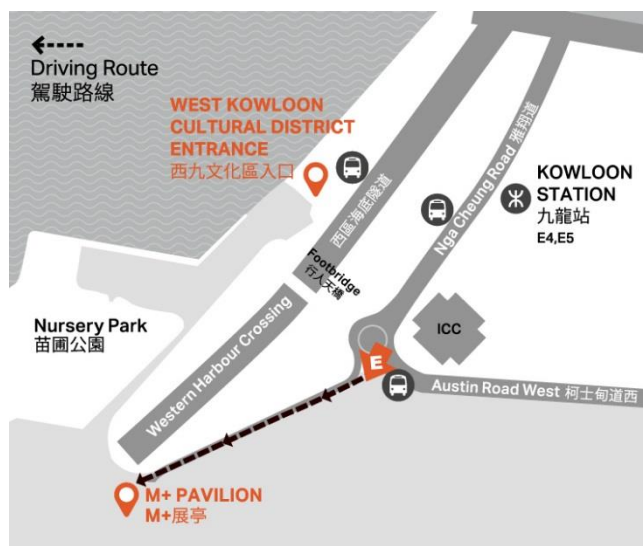 Driving Route
駕駛路線
WEST KOWLOON
CULTURAL DISTRICT
ENTRANCE
西九文化區入口
西區海底隧道
Nga Cheung Road 雅翔道
KOWLOON
STATION
九龍站
E4,E5
Footbridge
行人天橋
Nursery Park
苗圃公園
Western Harbour Crossing
ICC
E
Austin Road West 柯士甸道西
M+ PAVILION
M+展亭